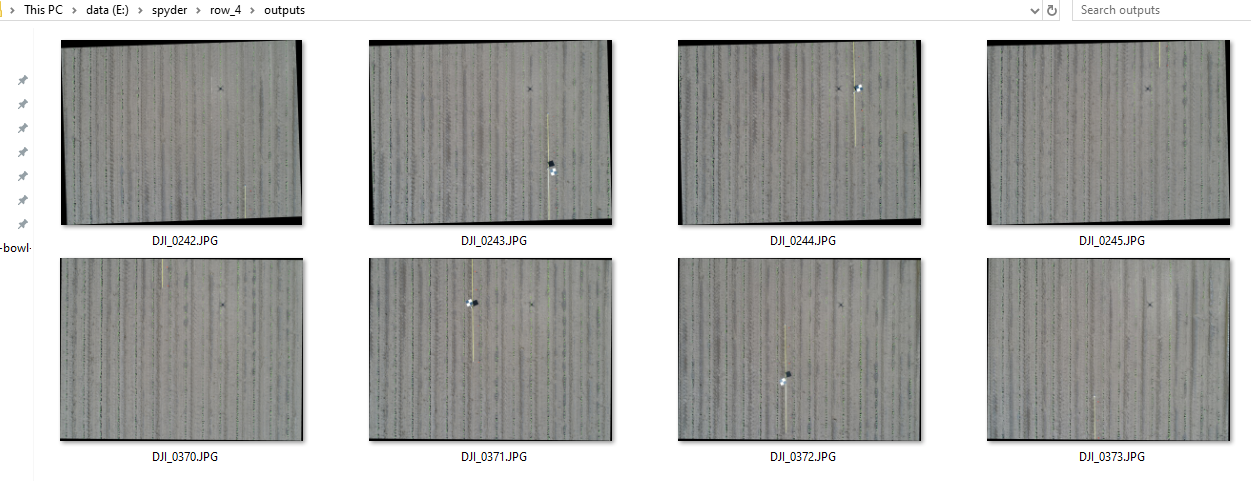 This PC > data (E:) > spyder > row_4 > outputs
Search outputs
DJI_0242.JPG
DJI_0243.JPG
DJI_0244.JPG
DJI_0245.JPG
-bowl-
DJI_0370.JPG
DJI_0371.JPG
DJI_0372.JPG
DJI_0373.JPG